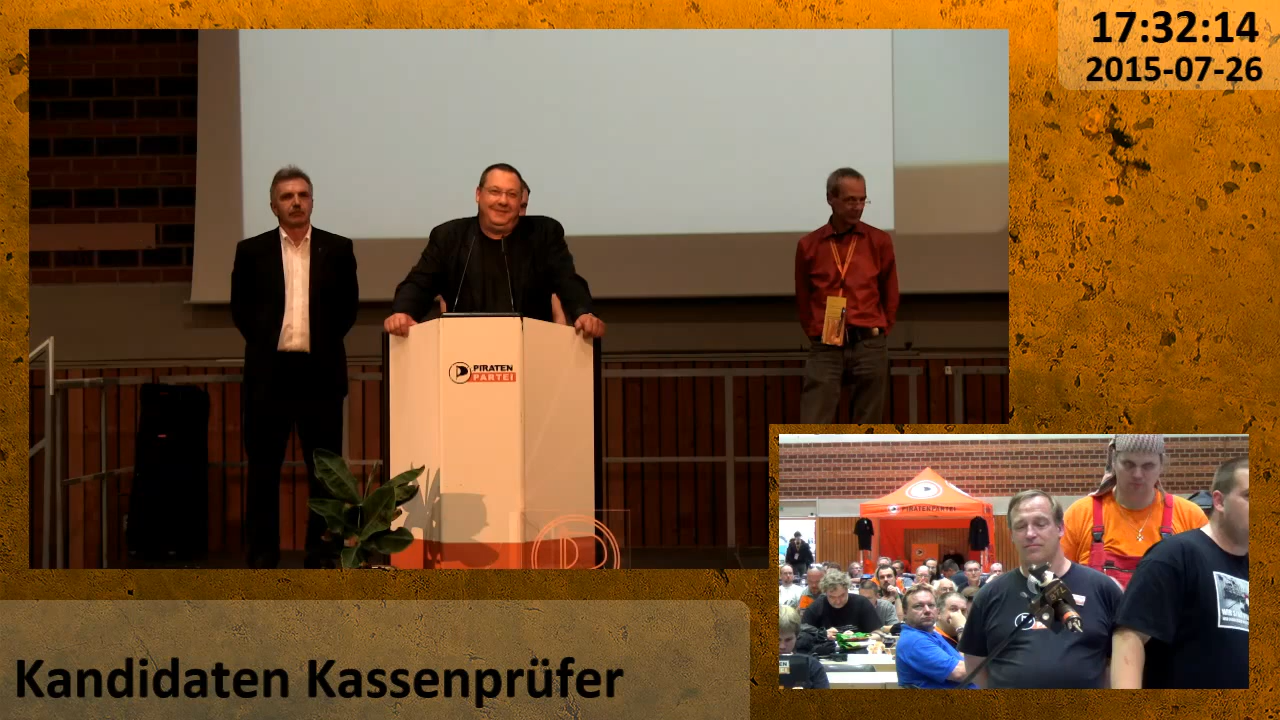 17:32:14
2015-07-26
PIRATEN
PARTEI
PIRATENPARTEI
Kandidaten Kassenprüfer